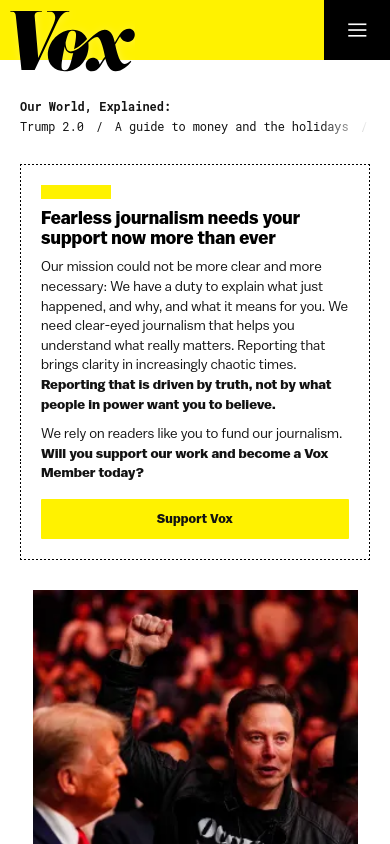 Vox
Our World, Explained:
Trump 2.0 / A guide to money and the holidays /
Fearless journalism needs your
support now more than ever
Our mission could not be more clear and more
necessary: We have a duty to explain what just
happened, and why, and what it means for you. We
need clear-eyed journalism that helps you
understand what really matters. Reporting that
brings clarity in increasingly chaotic times.
Reporting that is driven by truth, not by what
people in power want you to believe.
We rely on readers like you to fund our journalism.
Will you support our work and become a Vox
Member today?
Support Vox